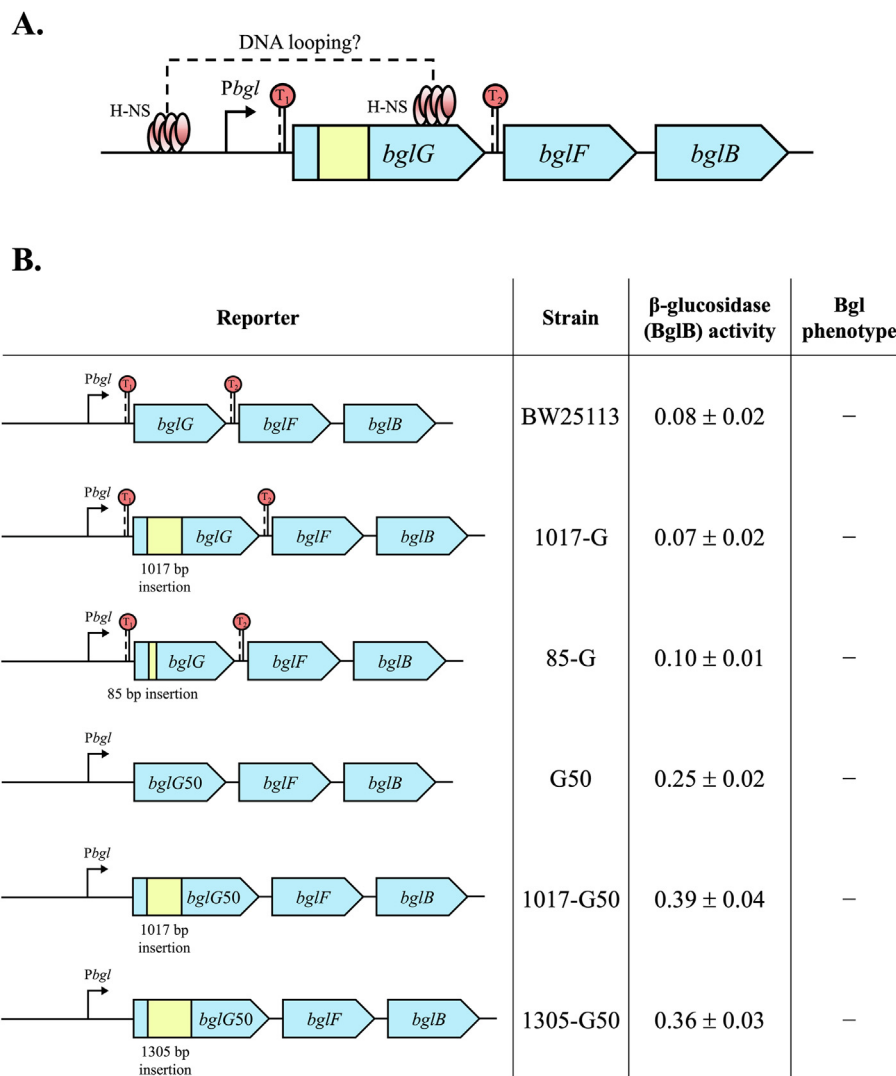 A.
DNA looping?
H-NS
Pbgl
T1
H-NS
T2
bglG
bglF
bglB
B.
Reporter
Strain
β-glucosidase
(BglB) activity
Bgl
phenotype
Pbgl
T1
T2
bglG
bglF
bglB
BW25113
0.08 ± 0.02
–
Pbgl
T1
T2
bglG
bglF
bglB
1017 bp
insertion
1017-G
0.07 ± 0.02
–
Pbgl
T1
T2
bglG
bglF
bglB
85 bp insertion
85-G
0.10 ± 0.01
–
Pbgl
bglG50
bglF
bglB
G50
0.25 ± 0.02
–
Pbgl
bglG50
bglF
bglB
1017 bp
insertion
1017-G50
0.39 ± 0.04
–
Pbgl
bglG50
bglF
bglB
1305 bp
insertion
1305-G50
0.36 ± 0.03
–